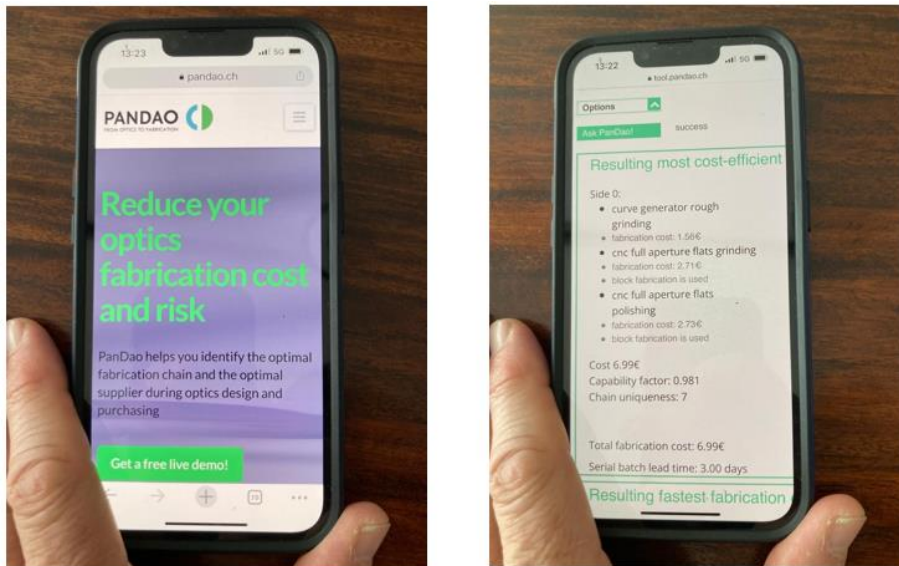 13:23
5G
pandao.ch
PANDAO
FROM OPTICS TO FABRICATION
Reduce your
optics
fabrication cost
and risk
PanDao helps you identify the optimal
fabrication chain and the optimal
supplier during optics design and
purchasing
Get a free live demo!
13:22
5G
tool.pandao.ch
Options
Ask PanDao!
success
Resulting most cost-efficient
Side 0:
• curve generator rough
grinding
• fabrication cost: 1.56€
• cnc full aperture flats grinding
• fabrication cost: 2.71€
• block fabrication is used
• cnc full aperture flats
polishing
• fabrication cost: 2.73€
• block fabrication is used
Cost 6.99€
Capability factor: 0.981
Chain uniqueness: 7
Total fabrication cost: 6.99€
Serial batch lead time: 3.00 days
Resulting fastest fabrication